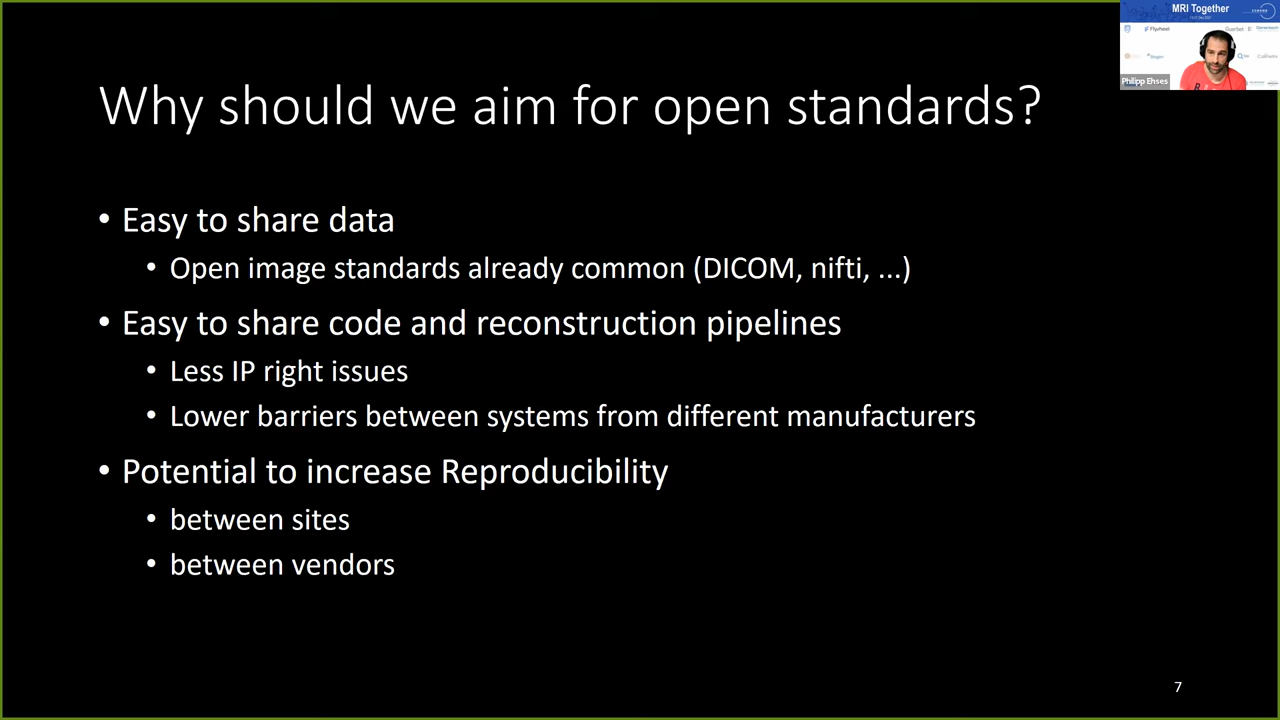 MRI Together
Flywheel
Guerbet
Philipp Ehses
Why should we aim for open standards?
• Easy to share data
• Open image standards already common (DICOM, nifti, ...)
• Easy to share code and reconstruction pipelines
• Less IP right issues
• Lower barriers between systems from different manufacturers
• Potential to increase Reproducibility
• between sites
• between vendors
7